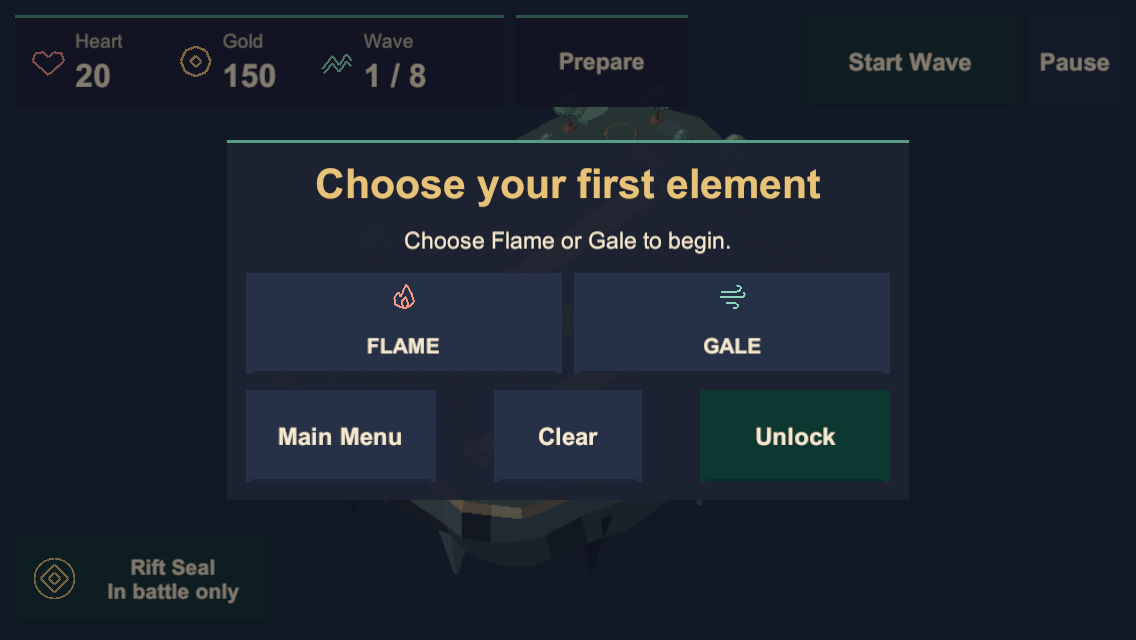 Heart
20
Gold
150
Wave
1 / 8
Prepare
Start Wave
Pause
Choose your first element
Choose Flame or Gale to begin.
FLAME
GALE
Main Menu
Clear
Unlock
Rift Seal
In battle only